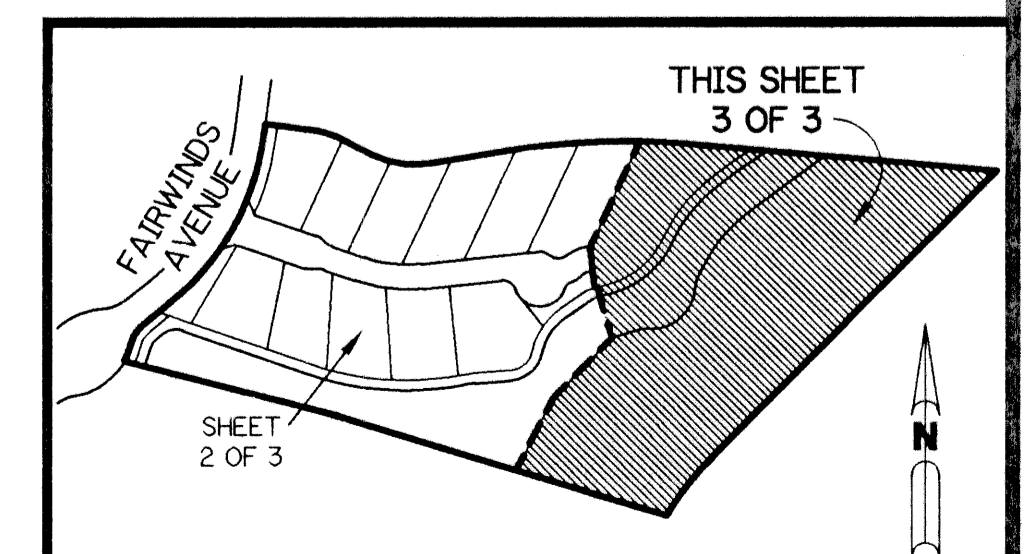 THIS SHEET
3 OF 3
FAIRWINDS
AVENUE
SHEET
2 OF 3
N